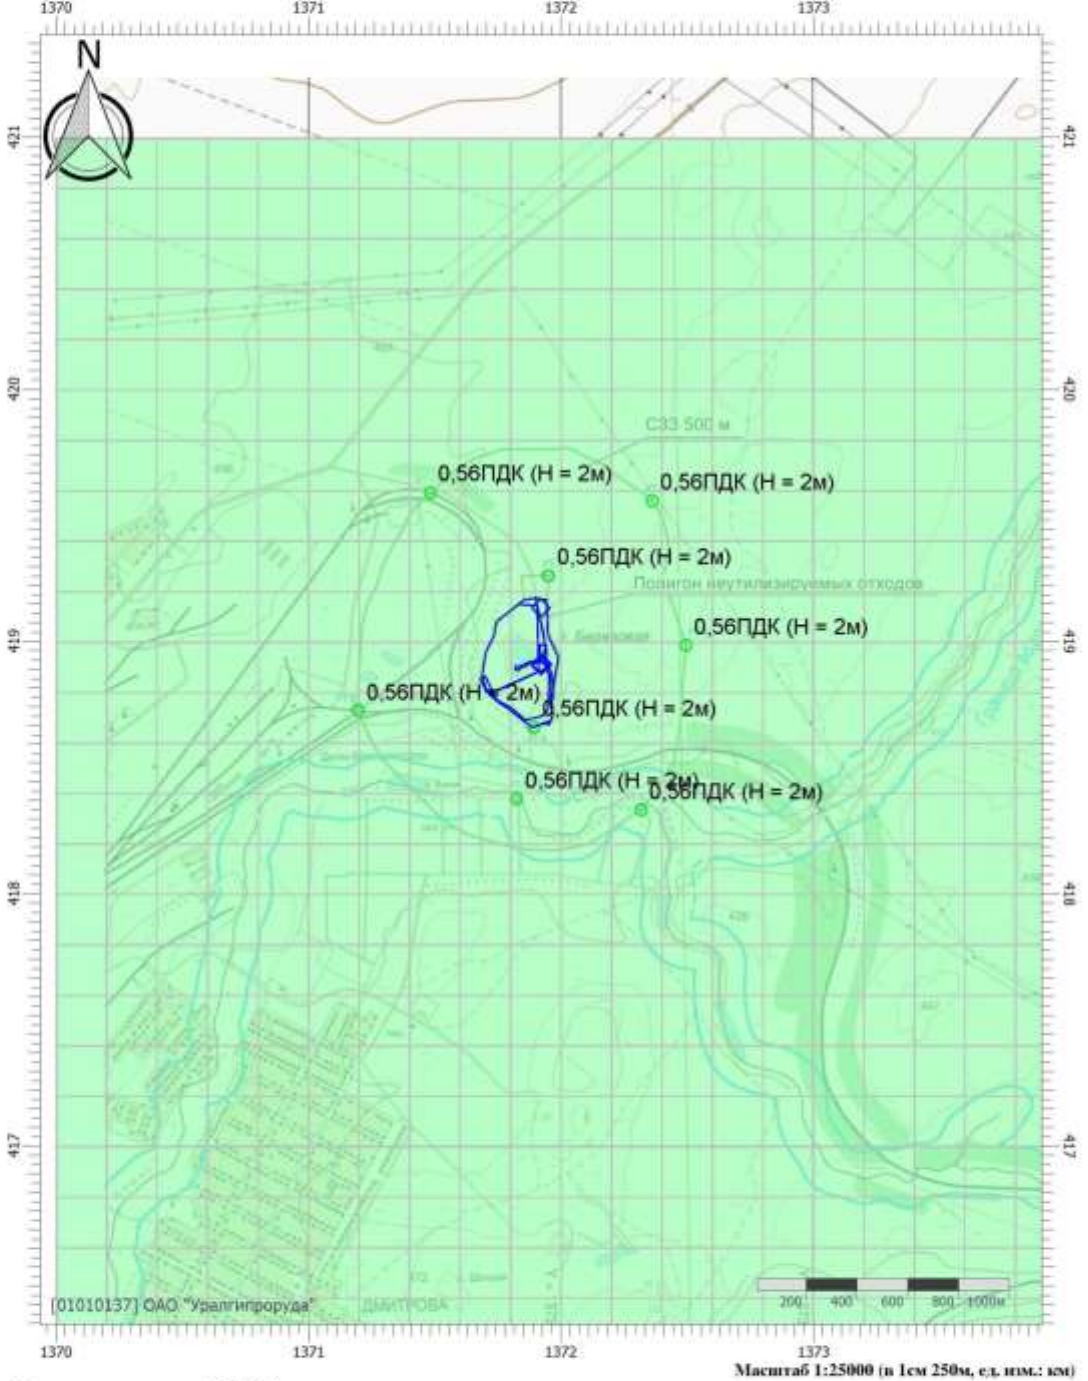 1370 1371 1372 1373
N
421 421
420 420
СЗЗ 500 м
0,56ПДК (H = 2м)
0,56ПДК (H = 2м)
0,56ПДК (H = 2м)
Полигон неутилизируемых отходов
419 419
0,56ПДК (H = 2м)
0,56ПДК (H = 2м)
0,56ПДК (H = 2м)
0,56ПДК (H = 2м)
0,56ПДК (H = 2м)
418 418
417 417
[01010137] ОАО "Уралгипроруда" ДМИТРОВА
200 400 600 800 1000м
1370 1371 1372 1373
Масштаб 1:25000 (в 1см 250м, ед. изм.: км)